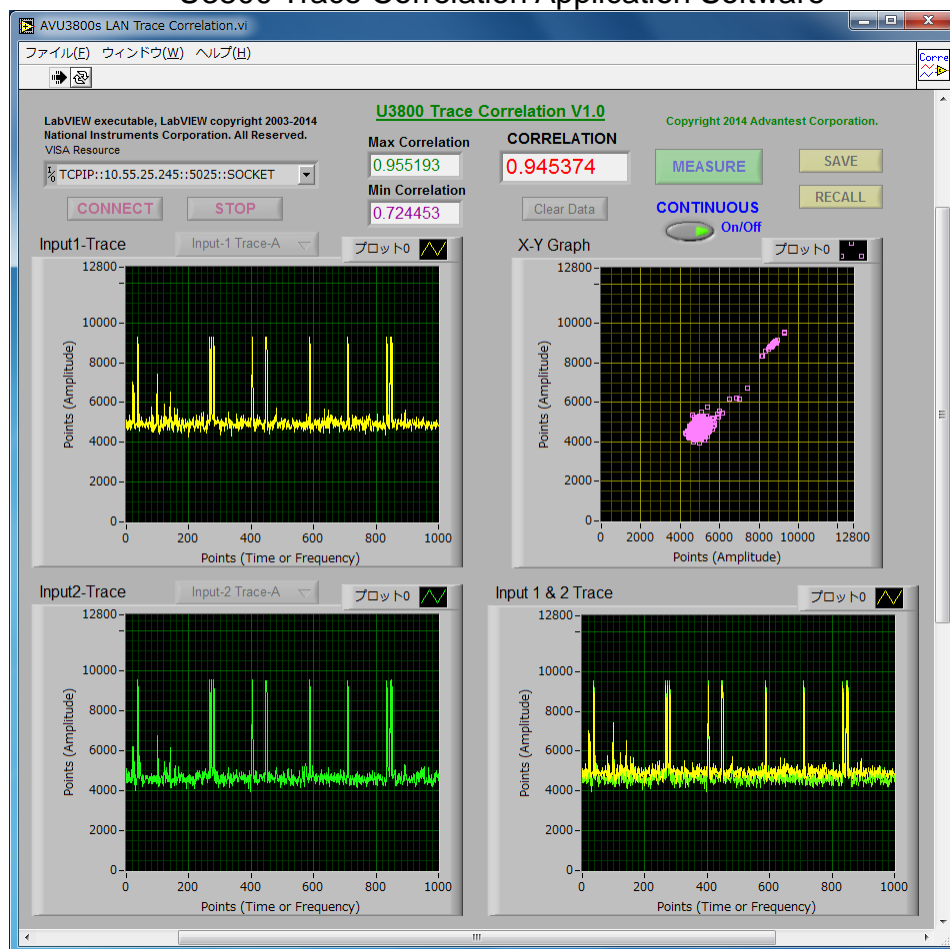 U3800 Trace Correlation Application Software
AVU3800s LAN Trace Correlation.vi
ファイル(F) ウィンドウ(W) ヘルプ(H)
Corre
LabVIEW executable, LabVIEW copyright 2003-2014
National Instruments Corporation. All Reserved.
VISA Resource
TCPIP::10.55.25.245::5025::SOCKET
CONNECT
STOP
U3800 Trace Correlation V1.0
Max Correlation
0.955193
Min Correlation
0.724453
CORRELATION
0.945374
Clear Data
Copyright 2014 Advantest Corporation.
MEASURE
CONTINUOUS
On/Off
SAVE
RECALL
Input1-Trace
Input-1 Trace-A
プロット0
Points (Amplitude)
12800
10000
8000
6000
4000
2000
0
0 200 400 600 800 1000
Points (Time or Frequency)
X-Y Graph
プロット0
Points (Amplitude)
12800
10000
8000
6000
4000
2000
0
0 2000 4000 6000 8000 10000 12800
Points (Amplitude)
Input2-Trace
Input-2 Trace-A
プロット0
Points (Amplitude)
12800
10000
8000
6000
4000
2000
0
0 200 400 600 800 1000
Points (Time or Frequency)
Input 1 & 2 Trace
プロット0
Points (Amplitude)
12800
10000
8000
6000
4000
2000
0
0 200 400 600 800 1000
Points (Time or Frequency)